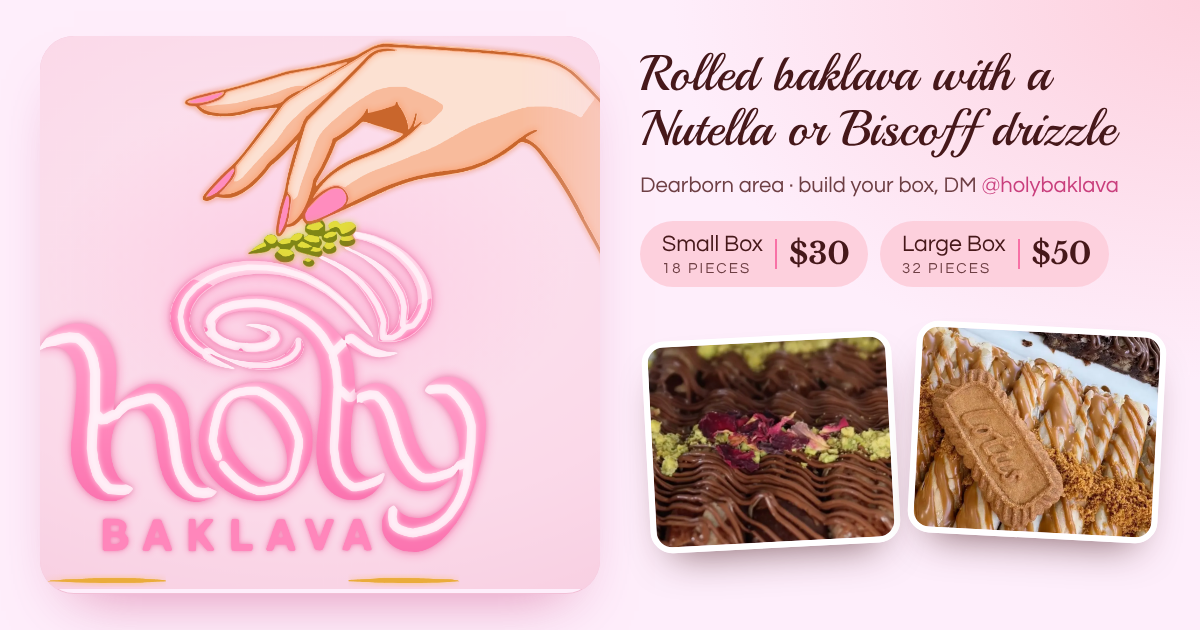 holy
BAKLAVA
Rolled baklava with a
Nutella or Biscoff drizzle
Dearborn area · build your box, DM @holybaklava
Small Box
18 PIECES
$30
Large Box
32 PIECES
$50
Lotus